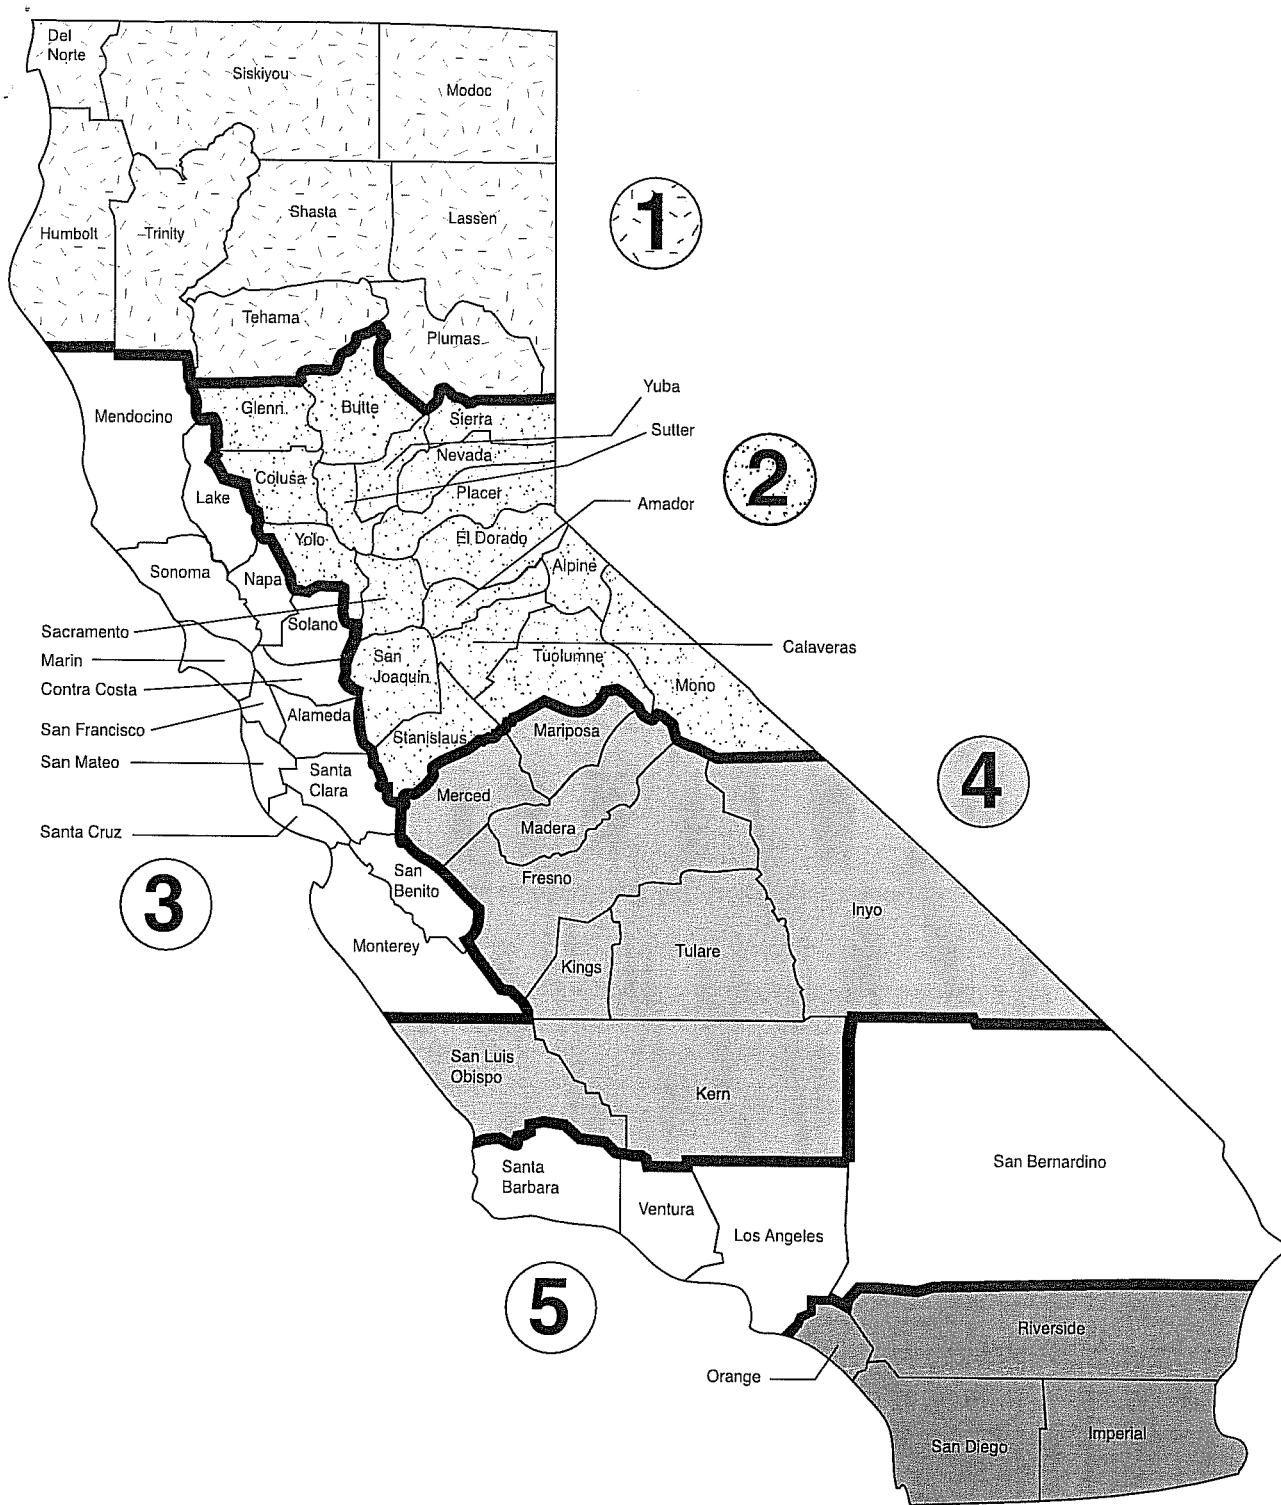 Del
Norte
Siskiyou
Modoc
Humbolt
Trinity
Shasta
Lassen
1
Tehama
Plumas
Mendocino
Glenn
Butte
Sierra
Yuba
Sutter
Nevada
2
Lake
Colusa
Placer
Amador
Yolo
El Dorado
Sonoma
Napa
Alpine
Solano
Sacramento
Marin
Contra Costa
San Francisco
San Mateo
Santa Cruz
San
Joaquin
Tuolumne
Calaveras
Mono
Alameda
Stanislaus
Mariposa
Santa
Clara
Merced
4
Madera
3
San
Benito
Fresno
Inyo
Monterey
Kings
Tulare
San Luis
Obispo
Kern
San Bernardino
Santa
Barbara
Ventura
Los Angeles
5
Riverside
Orange
San Diego
Imperial